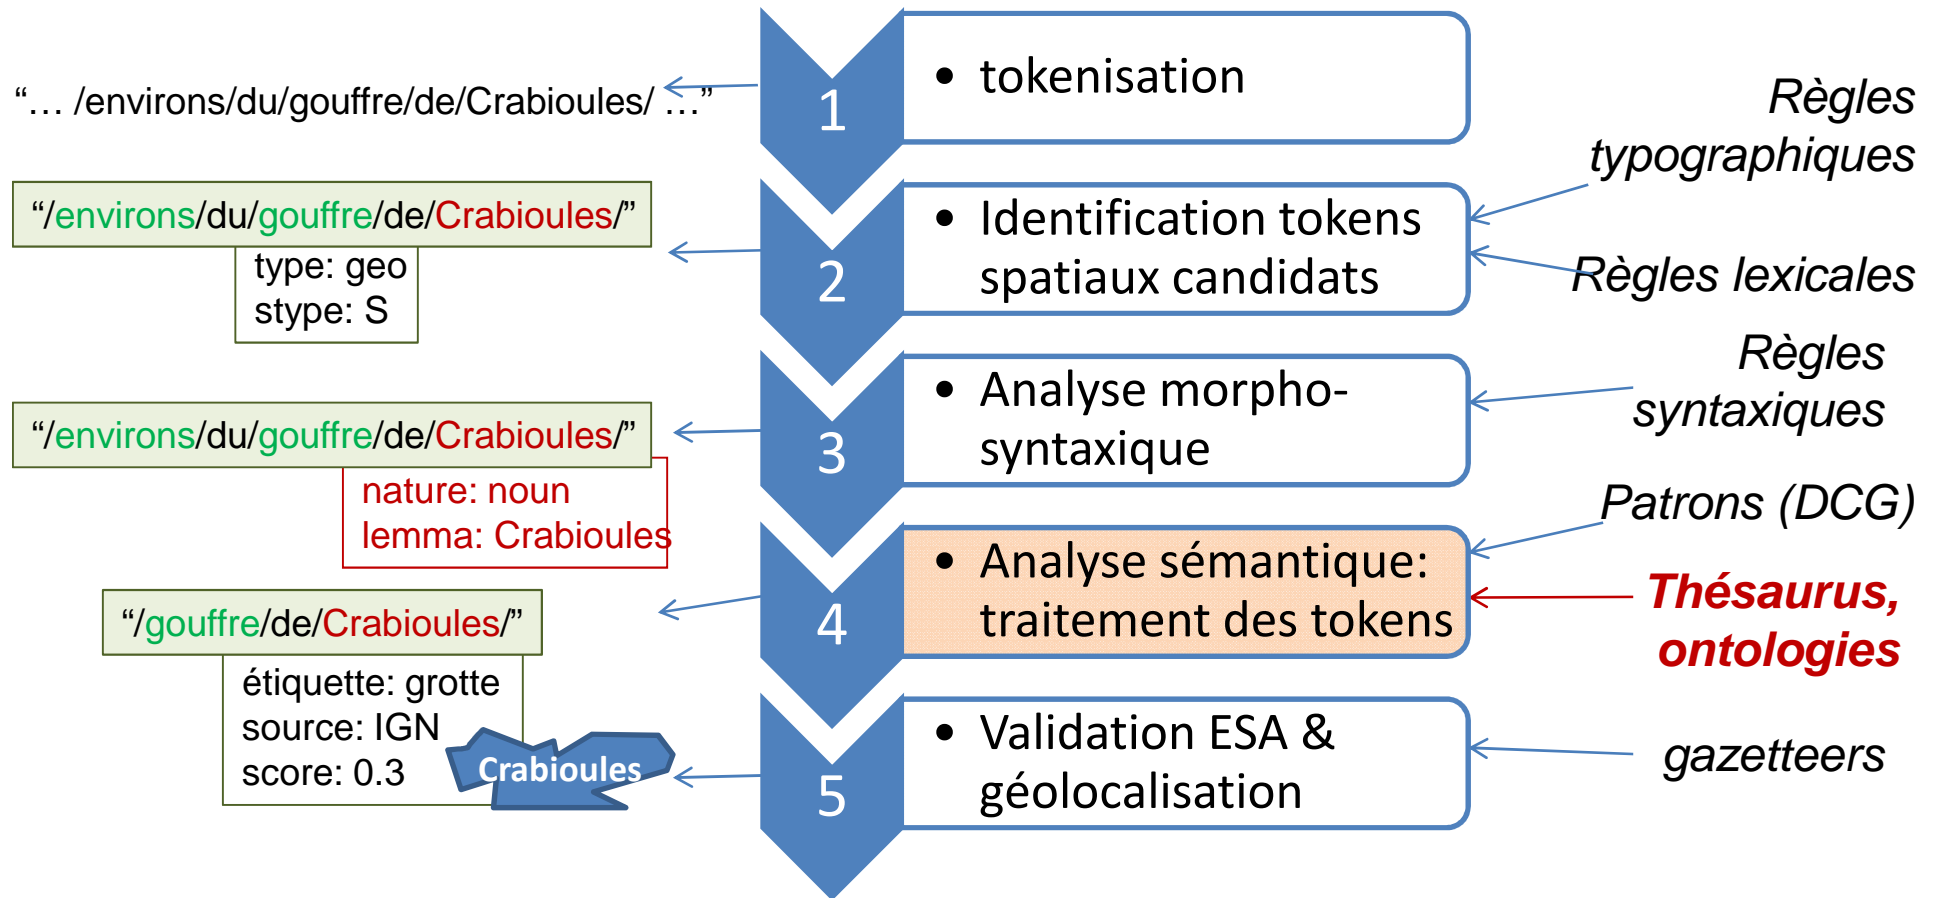 “… /environs/du/gouffre/de/Crabioules/ …”
1
• tokenisation
Règles
typographiques
“/environs/du/gouffre/de/Crabioules/”
type: geo
stype: S
2
• Identification tokens
spatiaux candidats
Règles lexicales
Règles
syntaxiques
“/environs/du/gouffre/de/Crabioules/”
nature: noun
lemma: Crabioules
3
• Analyse morpho-
syntaxique
Patrons (DCG)
“/gouffre/de/Crabioules/”
étiquette: grotte
source: IGN
score: 0.3
4
• Analyse sémantique:
traitement des tokens
Thésaurus,
ontologies
Crabioules
5
• Validation ESA &
géolocalisation
gazetteers